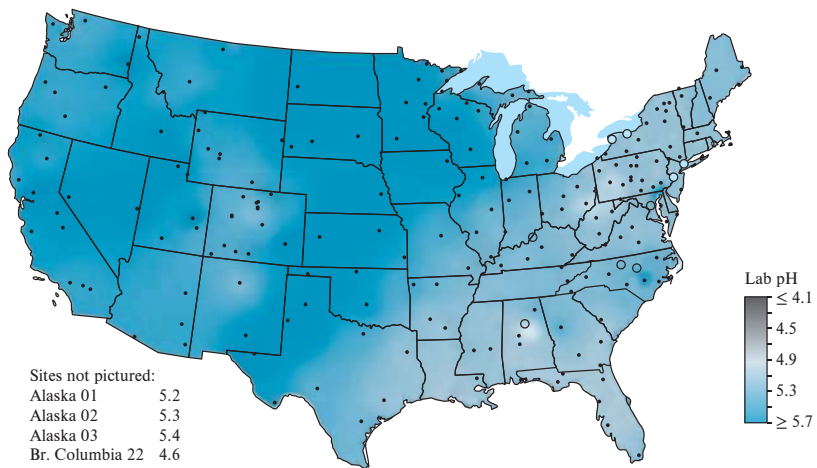 Lab pH
≤ 4.1
4.5
4.9
5.3
≥ 5.7
Sites not pictured:
Alaska 01 5.2
Alaska 02 5.3
Alaska 03 5.4
Br. Columbia 22 4.6